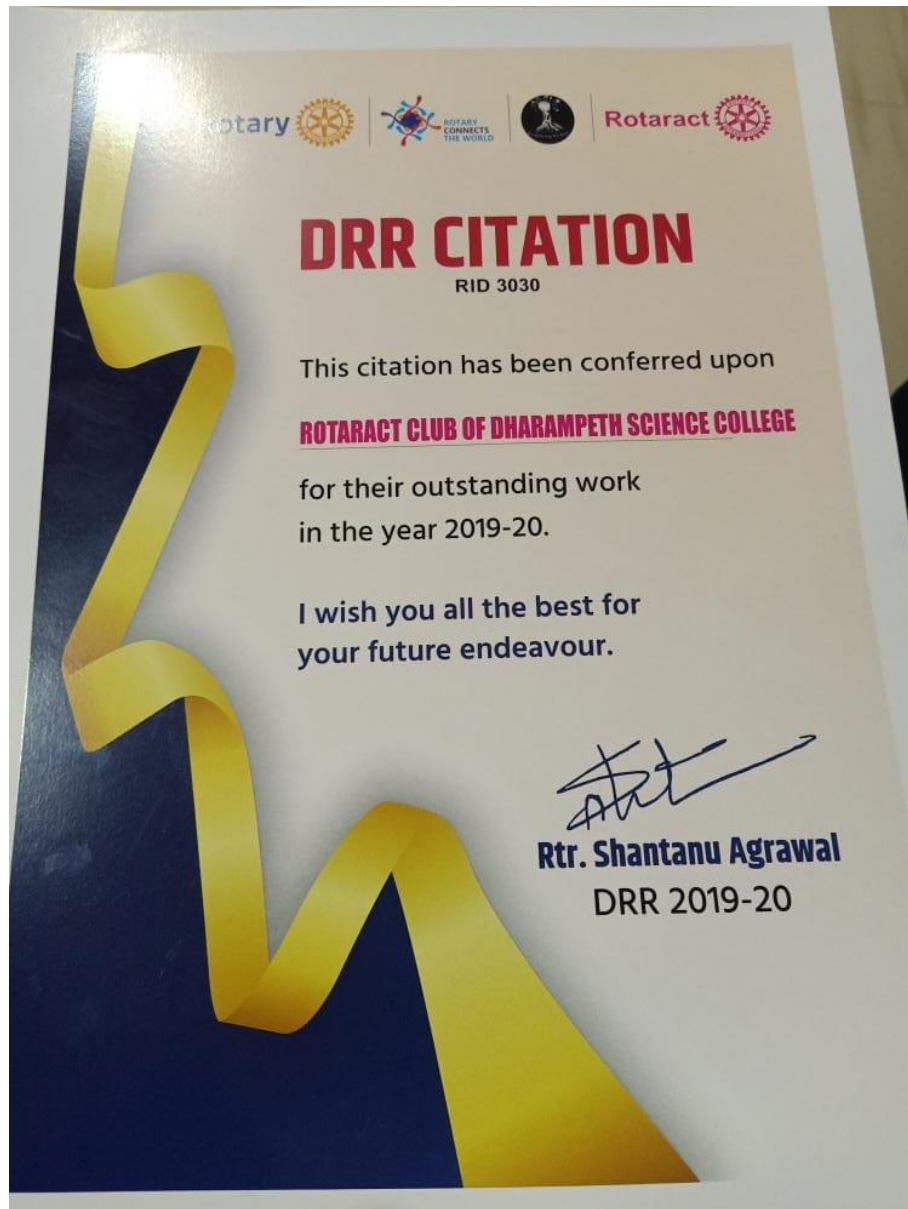 Rotary
ROTARY
CONNECTS
THE WORLD
Rotaract
DRR CITATION
RID 3030
This citation has been conferred upon
ROTARACT CLUB OF DHARAMPETH SCIENCE COLLEGE
for their outstanding work
in the year 2019-20.
I wish you all the best for
your future endeavour.
Rtr. Shantanu Agrawal
DRR 2019-20